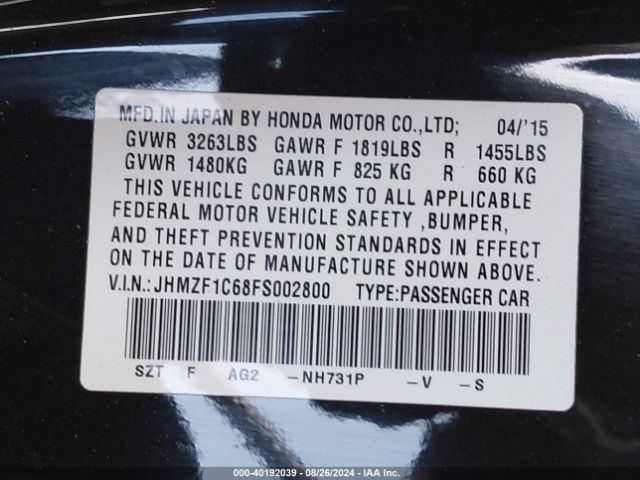 MFD.IN JAPAN BY HONDA MOTOR CO.,LTD; 04/'15
GVWR 3263LBS GAWR F 1819LBS R 1455LBS
GVWR 1480KG GAWR F 825 KG R 660 KG
THIS VEHICLE CONFORMS TO ALL APPLICABLE
FEDERAL MOTOR VEHICLE SAFETY ,BUMPER,
AND THEFT PREVENTION STANDARDS IN EFFECT
ON THE DATE OF MANUFACTURE SHOWN ABOVE.
V.I.N.:JHMZF1C68FS002800 TYPE:PASSENGER CAR
SZT F AG2 -NH731P -V -S
000-40192039 - 08/26/2024 - IAA Inc.